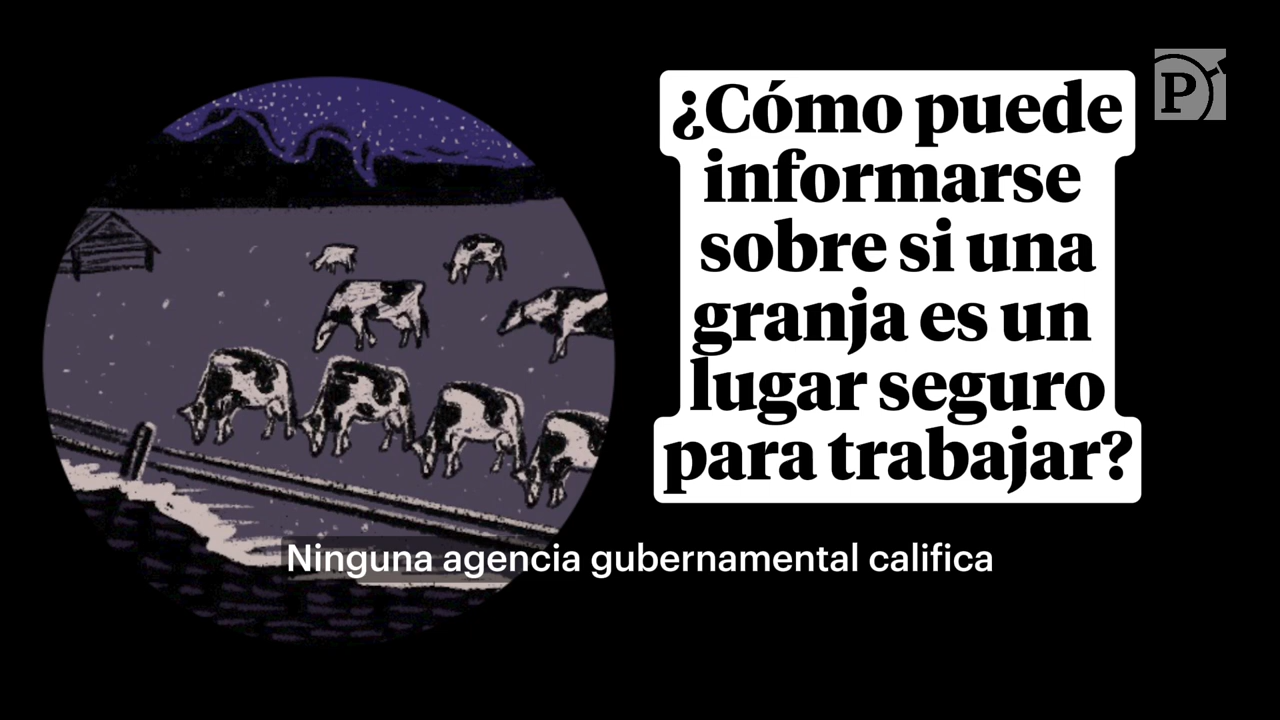 P
¿Cómo puede
informarse
sobre si una
granja es un
lugar seguro
para trabajar?
Ninguna agencia gubernamental califica